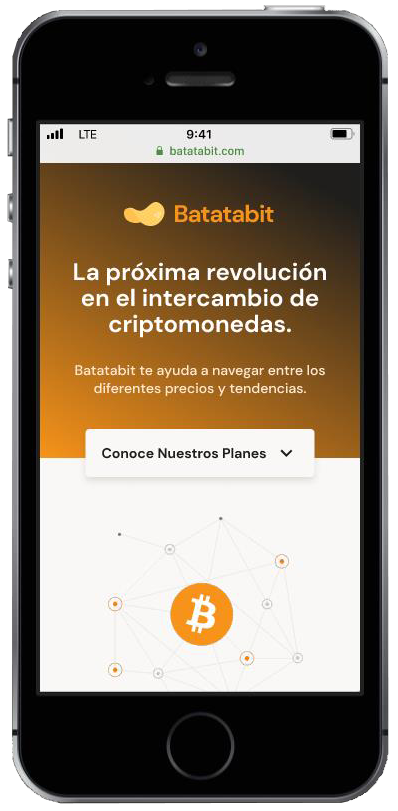 LTE
9:41
batatabit.com
Batatabit
La próxima revolución
en el intercambio de
criptomonedas.
Batatabit te ayuda a navegar entre los
diferentes precios y tendencias.
Conoce Nuestros Planes